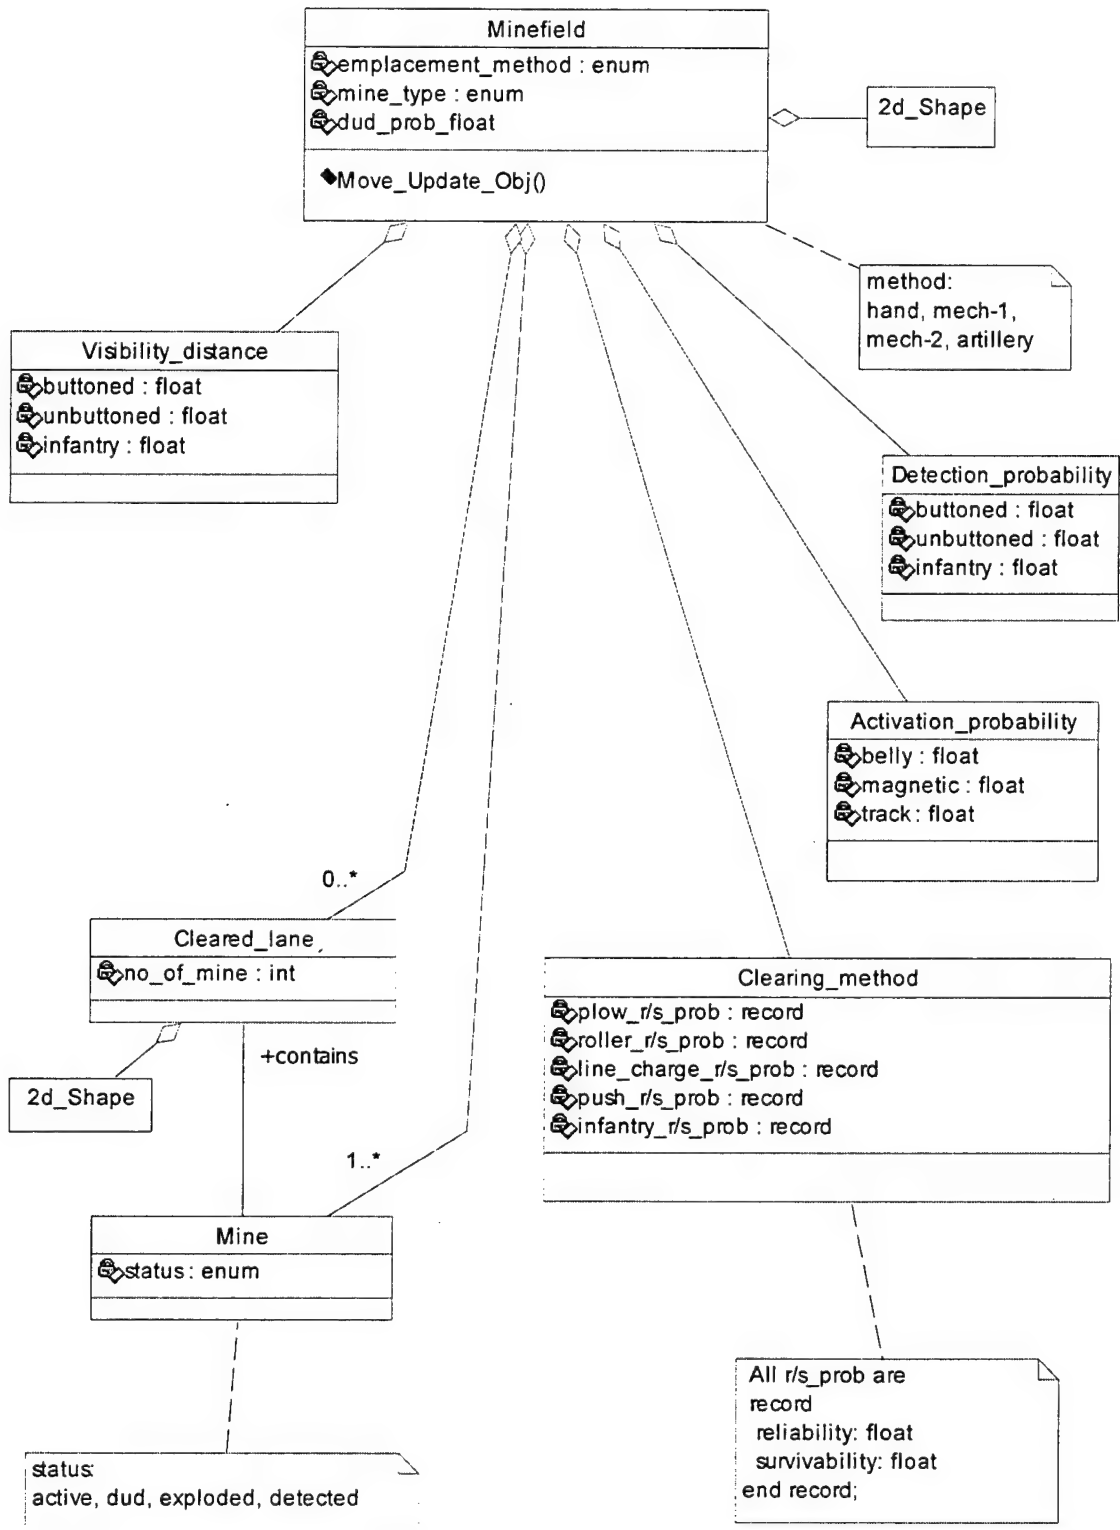 Minefield
emplacement_method : enum
mine_type : enum
dud_prob_float
Move_Update_Obj()
2d_Shape
method:
hand, mech-1,
mech-2, artillery
Visibility_distance
buttoned : float
unbuttoned : float
infantry : float
Detection_probability
buttoned : float
unbuttoned : float
infantry : float
Activation_probability
belly : float
magnetic : float
track : float
0..*
Cleared_lane
no_of_mine : int
+contains
2d_Shape
Clearing_method
plow_r/s_prob : record
roller_r/s_prob : record
line_charge_r/s_prob : record
push_r/s_prob : record
infantry_r/s_prob : record
1..*
Mine
status : enum
status:
active, dud, exploded, detected
All r/s_prob are
record
reliability: float
survivability: float
end record;